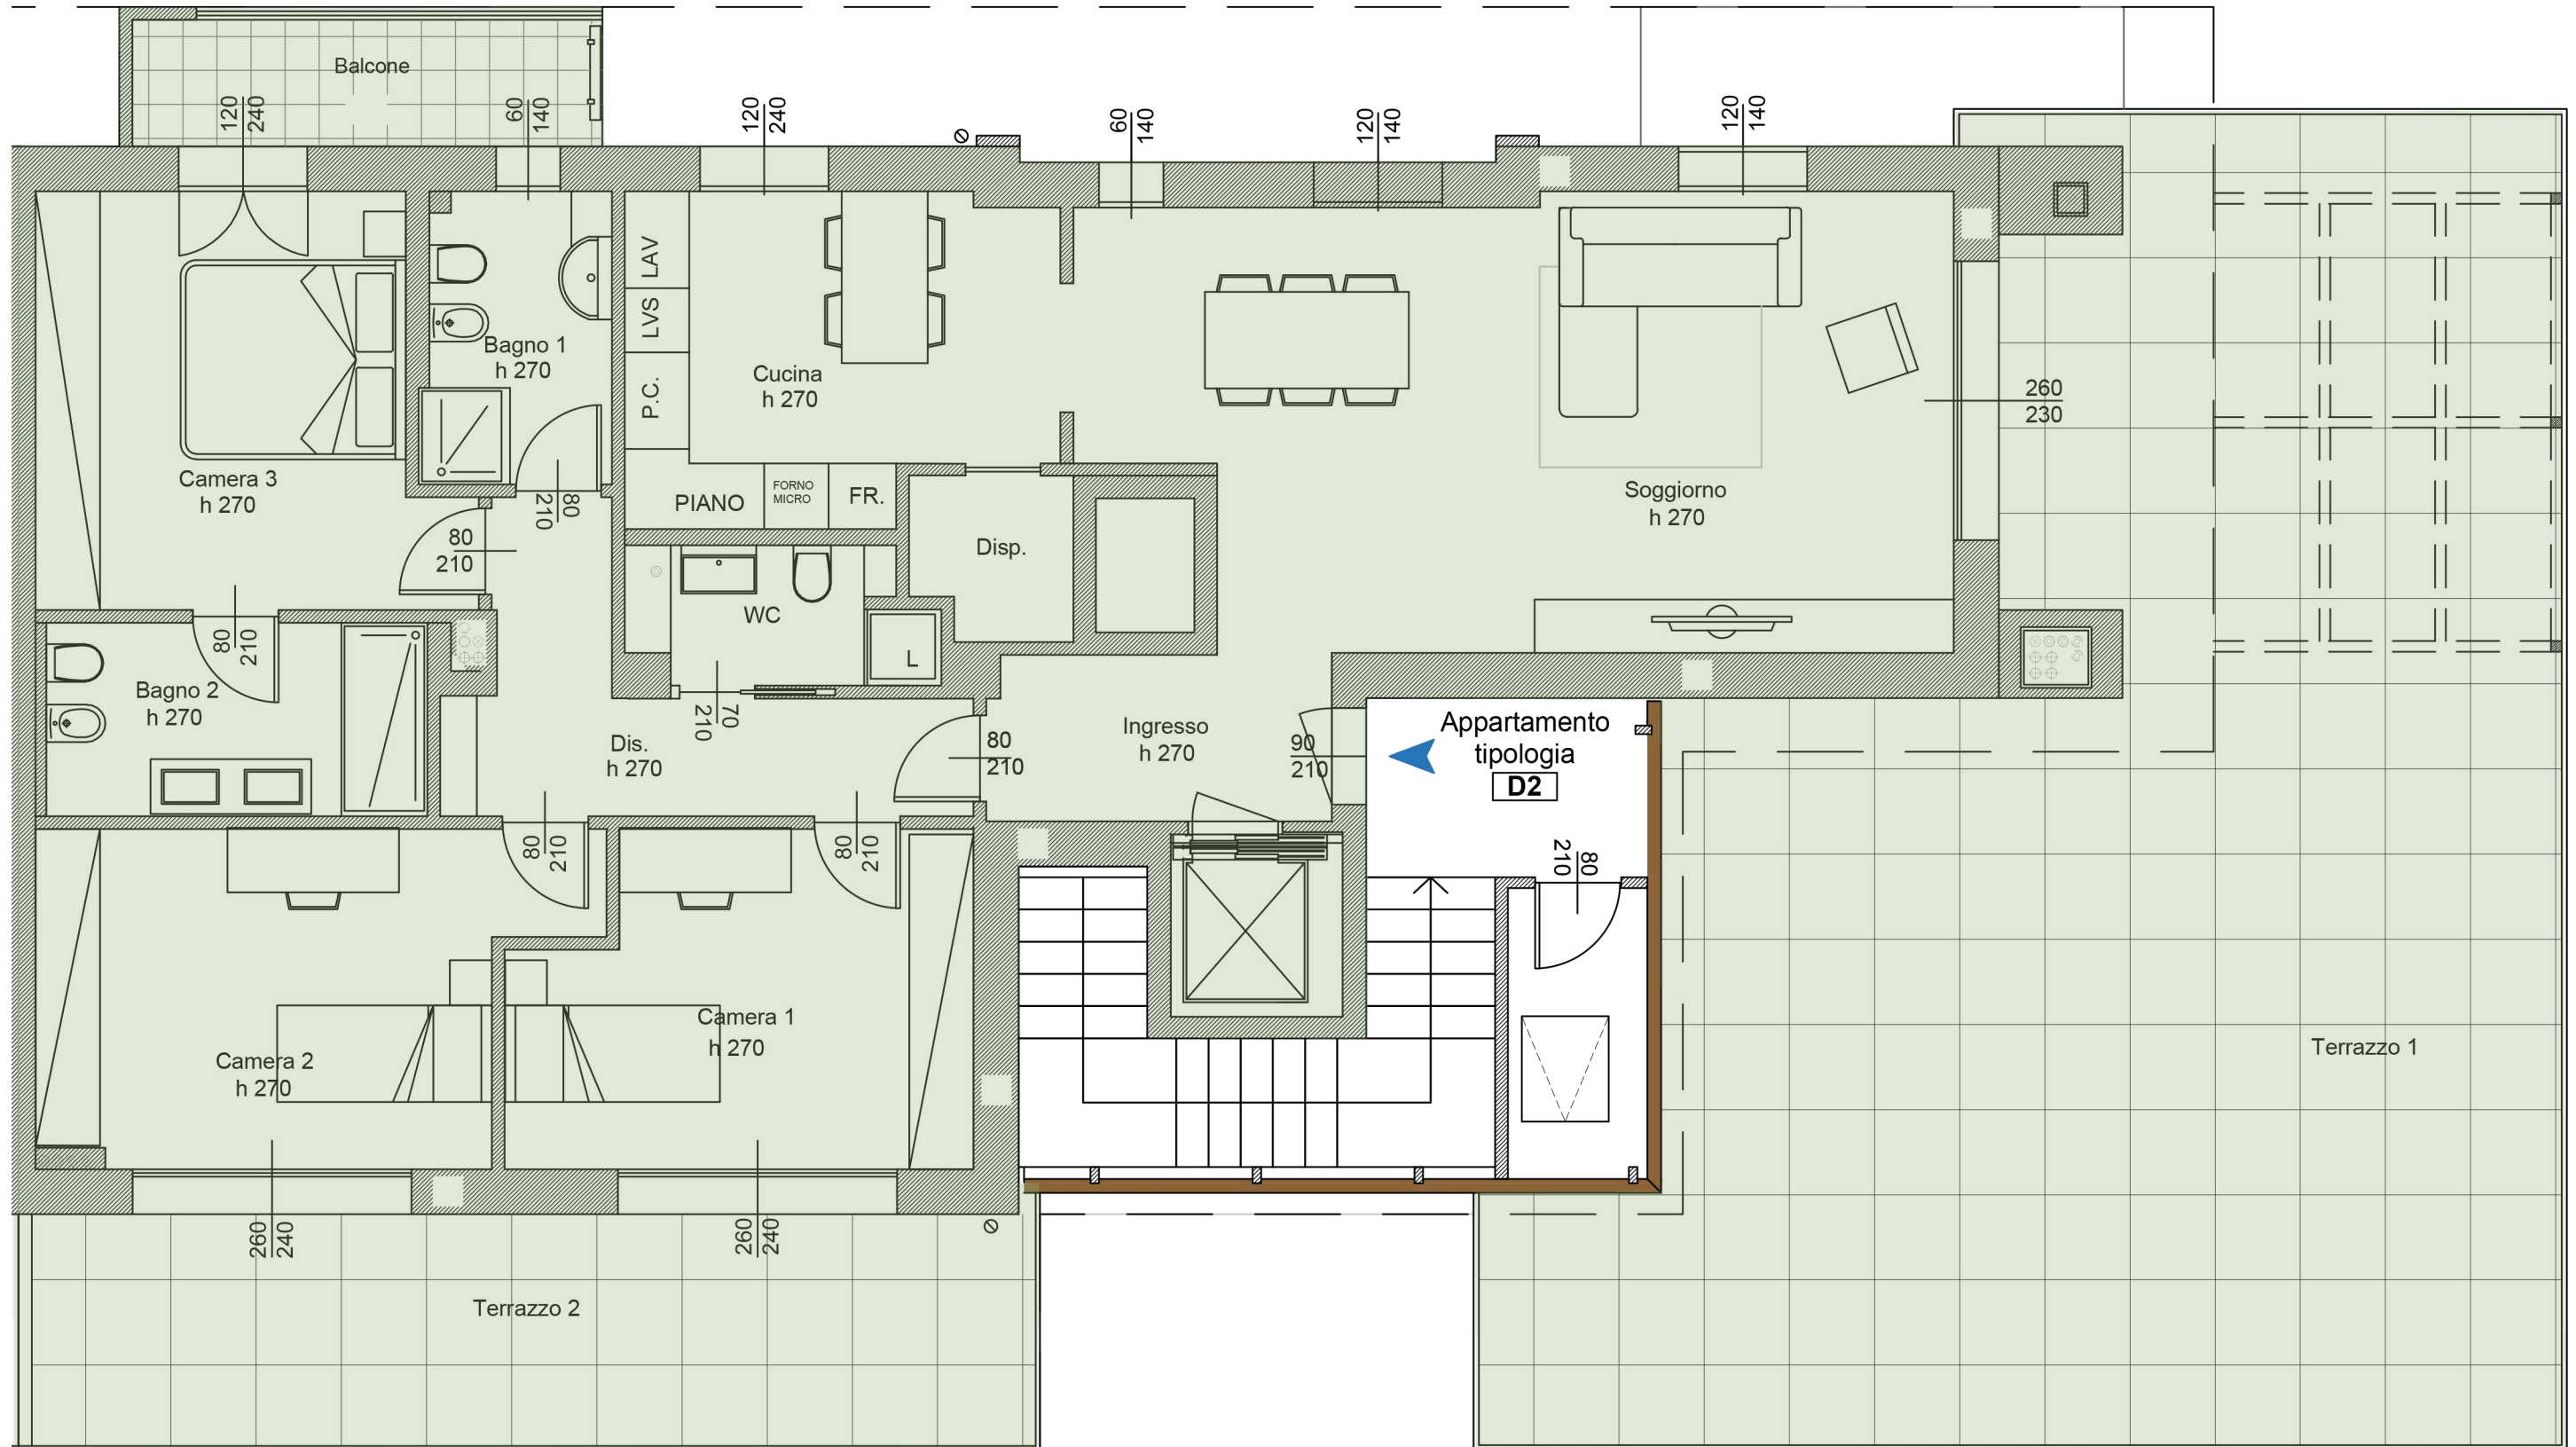 Balcone
120
240
60
140
120
240
60
140
120
140
120
140
LAV
LVS
P.C.
Bagno 1
h 270
Cucina
h 270
260
230
Camera 3
h 270
80
210
PIANO
FORNO
MICRO
FR.
Soggiorno
h 270
80
210
Disp.
WC
80
210
L
Bagno 2
h 270
70
210
Dis.
h 270
80
210
Ingresso
h 270
90
210
Appartamento
tipologia
D2
80
210
80
210
80
210
Camera 1
h 270
Camera 2
h 270
Terrazzo 1
260
240
260
240
Terrazzo 2